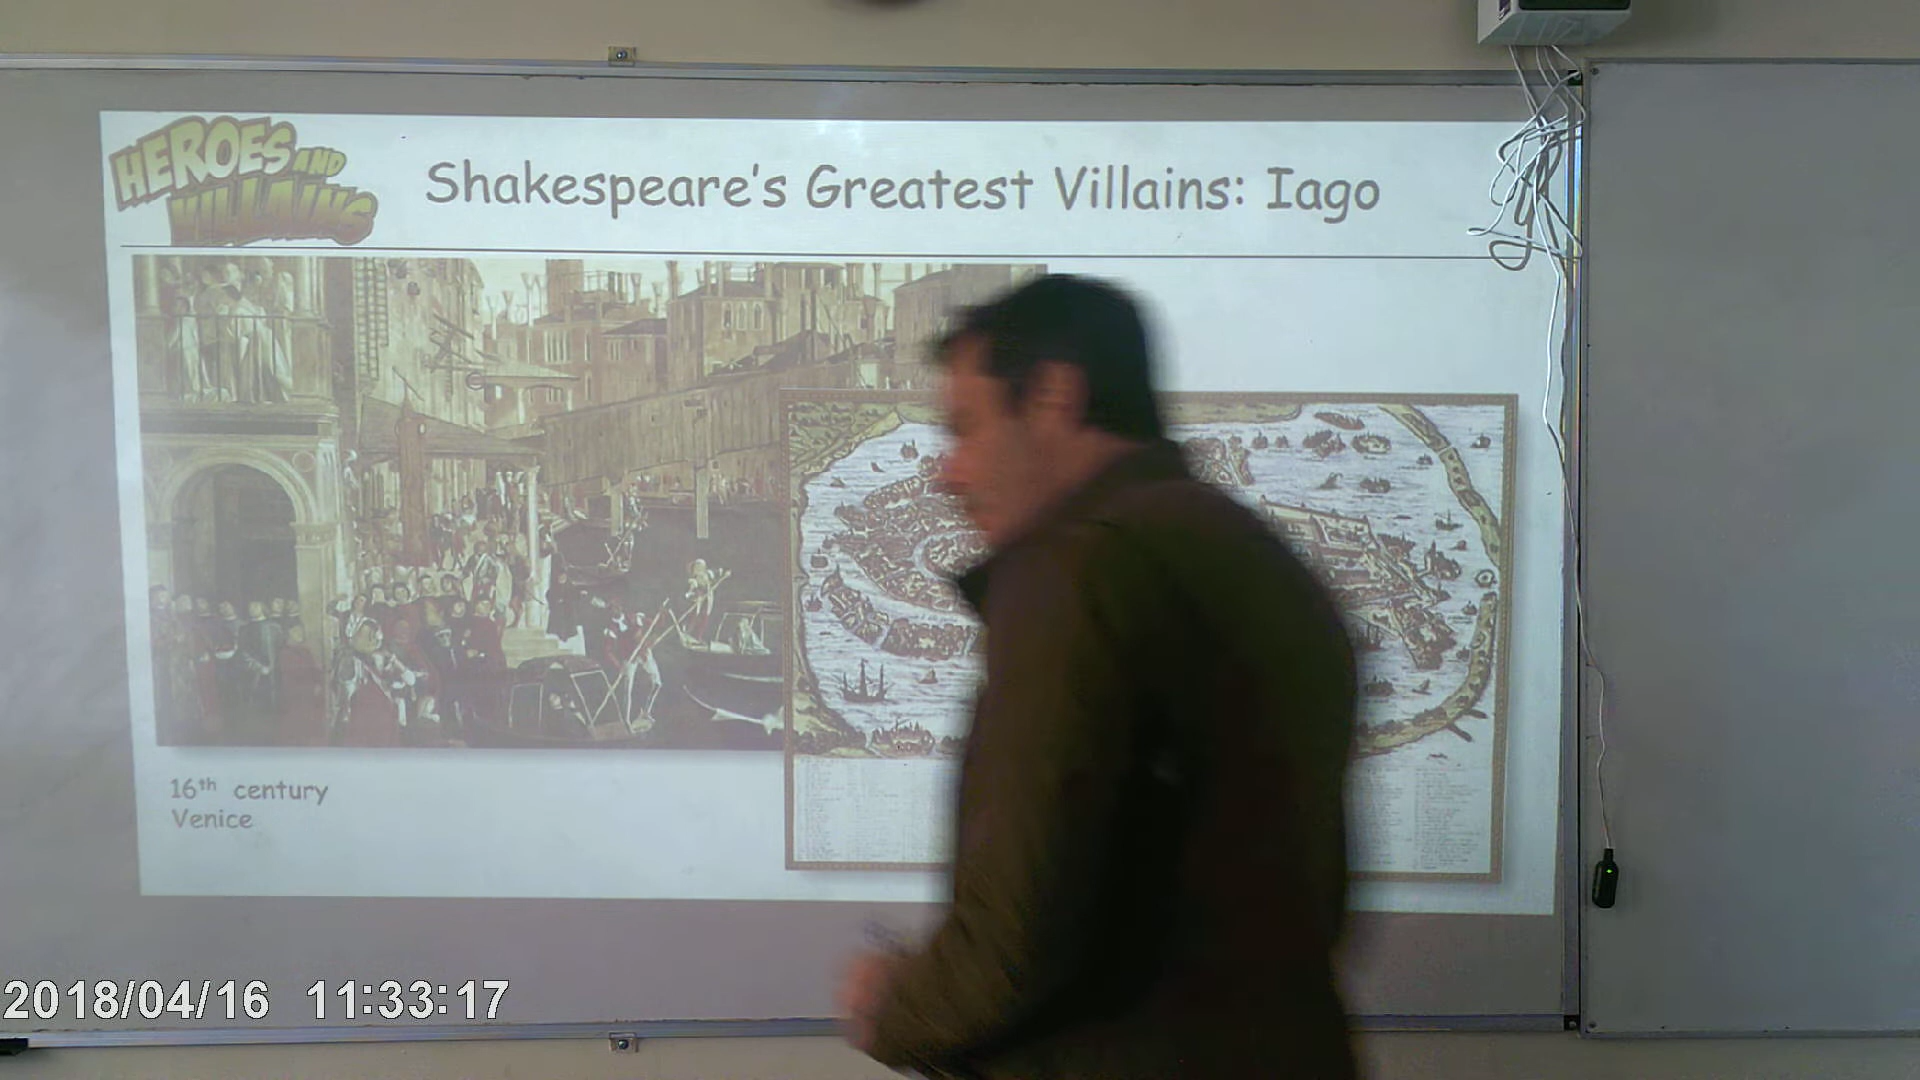 HEROES AND
VILLAINS
Shakespeare's Greatest Villains: Iago
16th century
Venice
2018/04/16 11:33:17